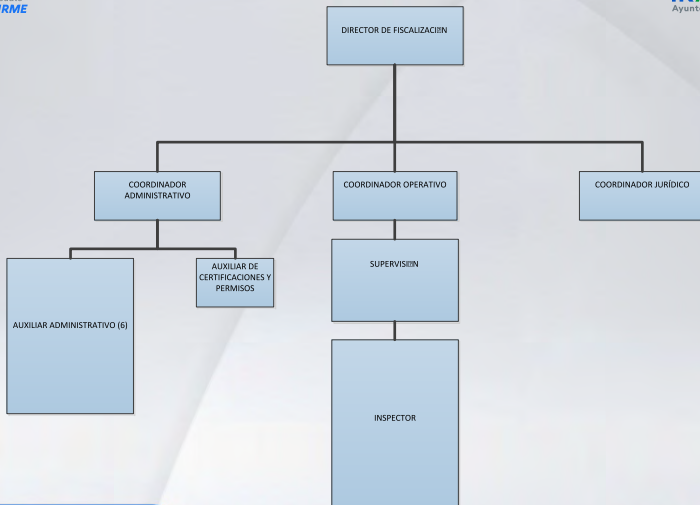 RME
Ayunt
DIRECTOR DE FISCALIZACI⍰N
COORDINADOR
ADMINISTRATIVO
COORDINADOR OPERATIVO
COORDINADOR JURÍDICO
AUXILIAR DE
CERTIFICACIONES Y
PERMISOS
SUPERVISI⍰N
AUXILIAR ADMINISTRATIVO (6)
INSPECTOR